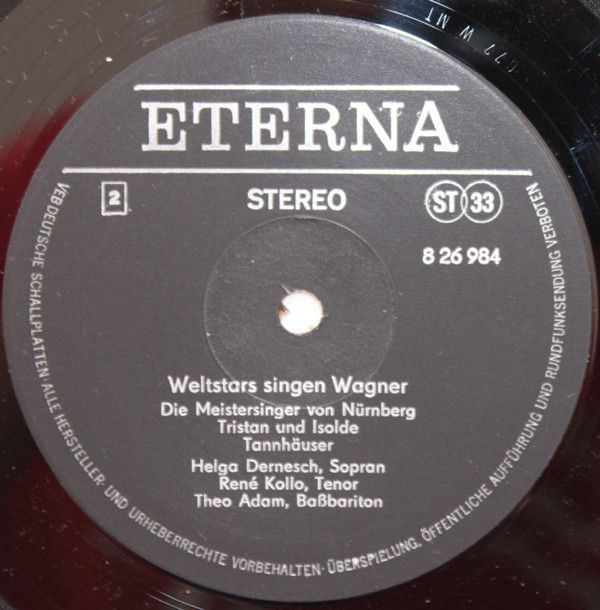 ETERNA
2
STEREO
ST 33
8 26 984
Weltstars singen Wagner
Die Meistersinger von Nürnberg
Tristan und Isolde
Tannhäuser
Helga Dernesch, Sopran
René Kollo, Tenor
Theo Adam, Baßbariton
VEB DEUTSCHE SCHALLPLATTEN · ALLE HERSTELLER- UND URHEBERRECHTE VORBEHALTEN · ÜBERSPIELUNG, ÖFFENTLICHE AUFFÜHRUNG UND RUNDFUNKSENDUNG VERBOTEN